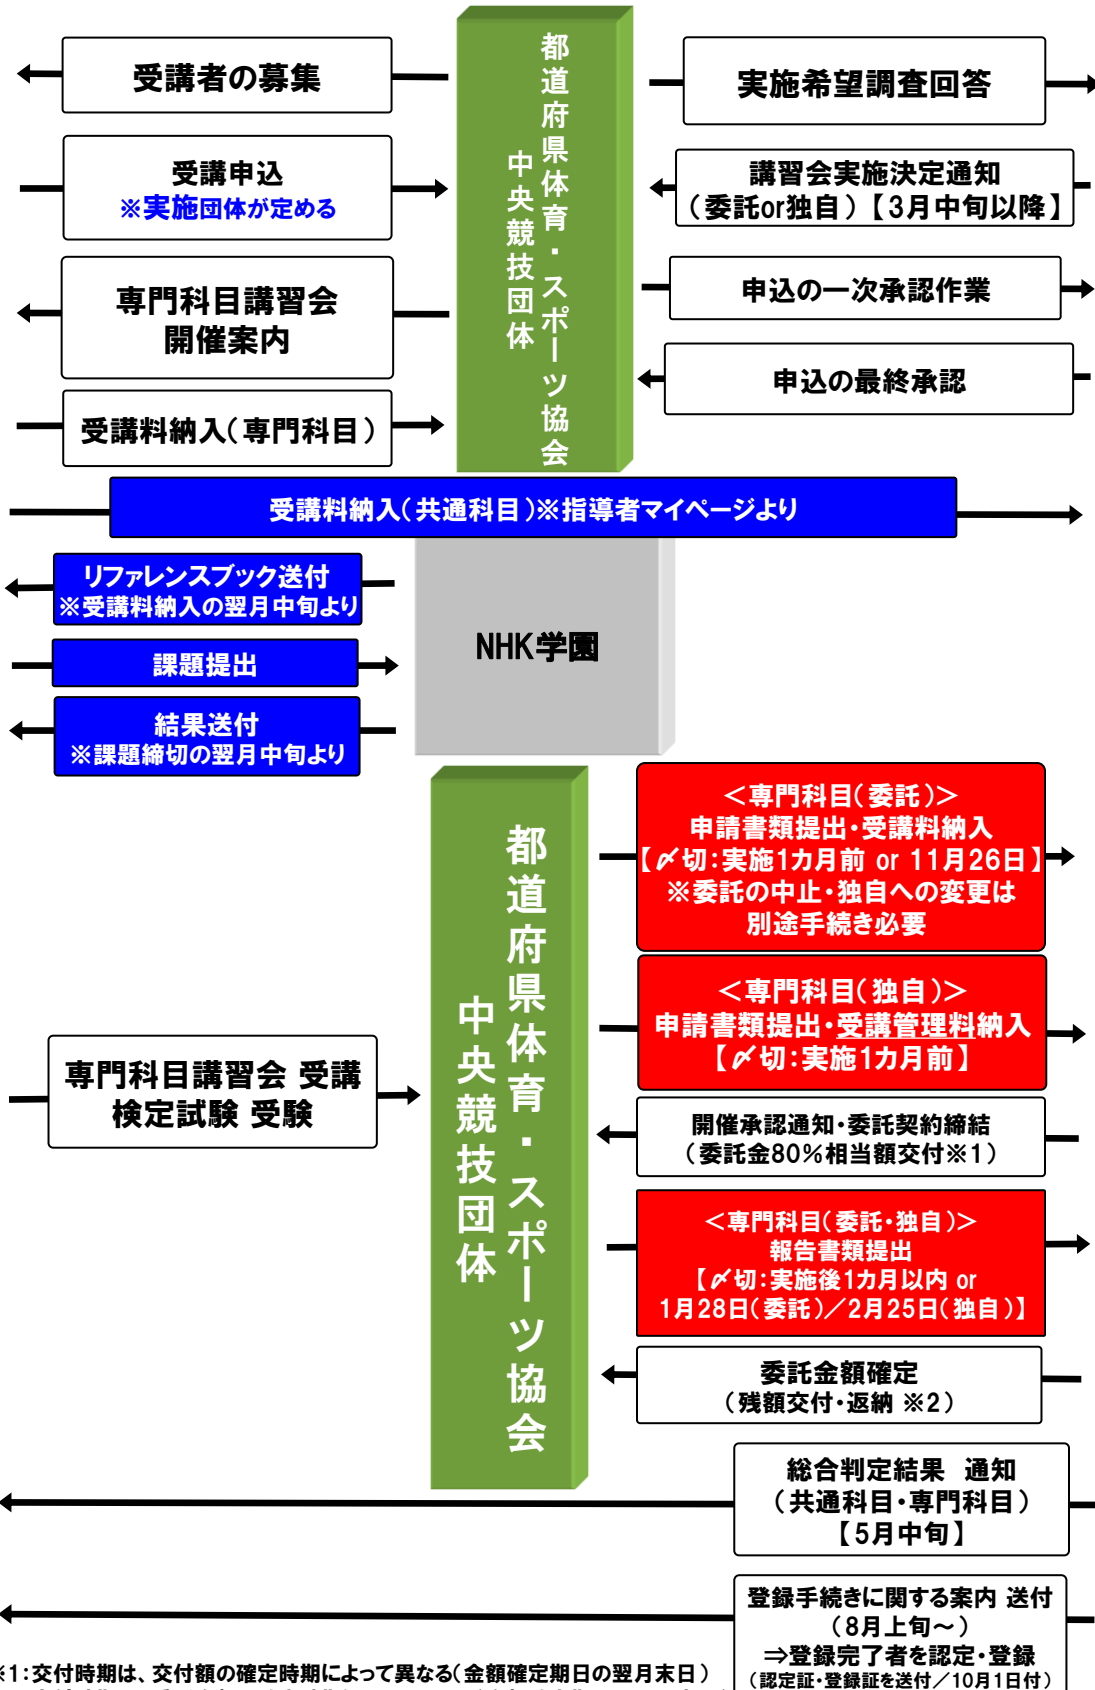 受講者の募集
受講申込
※実施団体が定める
専門科目講習会
開催案内
受講料納入(専門科目)
都道府県体育・スポーツ協会
中央競技団体
実施希望調査回答
講習会実施決定通知
(委託or独自)【3月中旬以降】
申込の一次承認作業
申込の最終承認
受講料納入(共通科目)※指導者マイページより
リファレンスブック送付
※受講料納入の翌月中旬より
課題提出
結果送付
※課題締切の翌月中旬より
NHK学園
専門科目講習会 受講
検定試験 受験
都道府県体育・スポーツ協会
中央競技団体
<専門科目(委託)>
申請書類提出・受講料納入
【〆切:実施1カ月前 or 11月26日】
※委託の中止・独自への変更は
別途手続き必要
<専門科目(独自)>
申請書類提出・受講管理料納入
【〆切:実施1カ月前】
開催承認通知・委託契約締結
(委託金80%相当額交付※1)
<専門科目(委託・独自)>
報告書類提出
【〆切:実施後1カ月以内 or
1月28日(委託)/2月25日(独自)】
委託金額確定
(残額交付・返納 ※2)
総合判定結果 通知
(共通科目・専門科目)
【5月中旬】
登録手続きに関する案内 送付
(8月上旬~)
⇒登録完了者を認定・登録
(認定証・登録証を送付/10月1日付)
※1:交付時期は、交付額の確定時期によって異なる(金額確定期日の翌月末日)